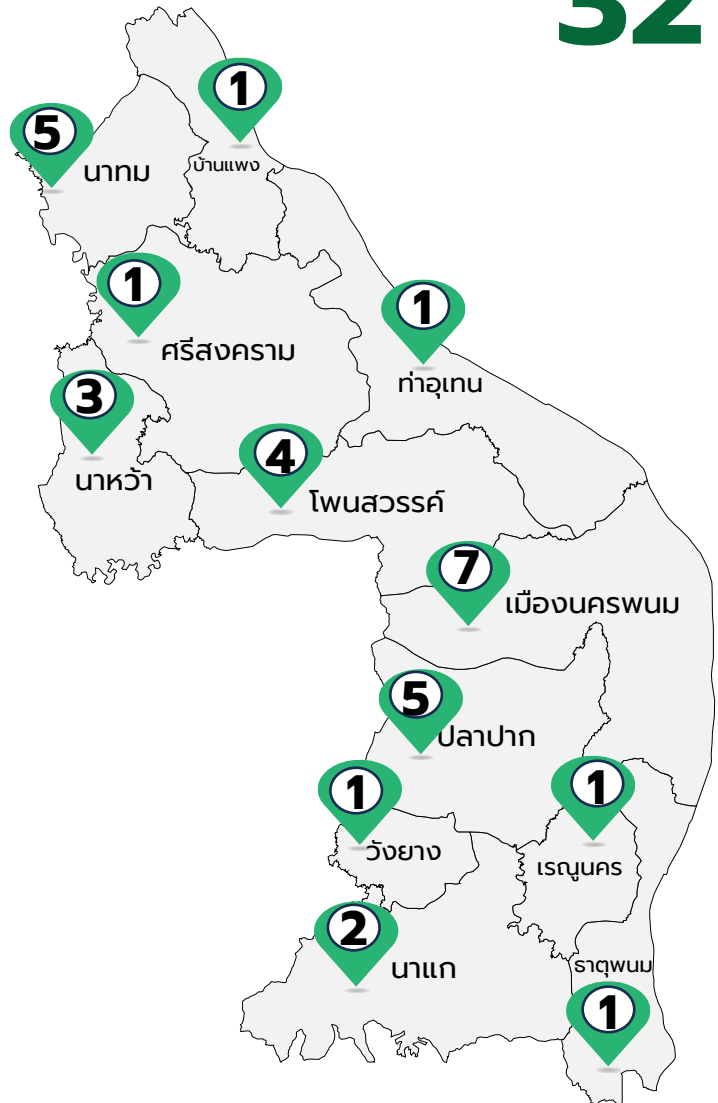 32
1
5
นาทม
บ้านแพง
1
ศรีสงคราม
1
ท่าอุเทน
3
นาหว้า
4
โพนสวรรค์
7
เมืองนครพนม
5
ปลาปาก
1
วังยาง
1
เรณูนคร
2
นาแก
ธาตุพนม
1